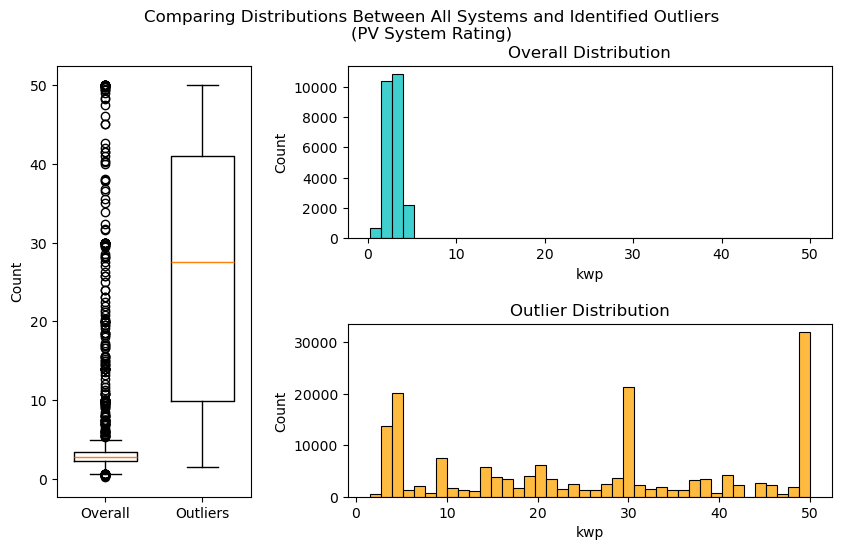 Comparing Distributions Between All Systems and Identified Outliers
(PV System Rating)
Count
50
40
30
20
10
0
Overall
Outliers
Overall Distribution
Count
10000
8000
6000
4000
2000
0
0 10 20 30 40 50
kwp
Outlier Distribution
Count
30000
20000
10000
0
0 10 20 30 40 50
kwp